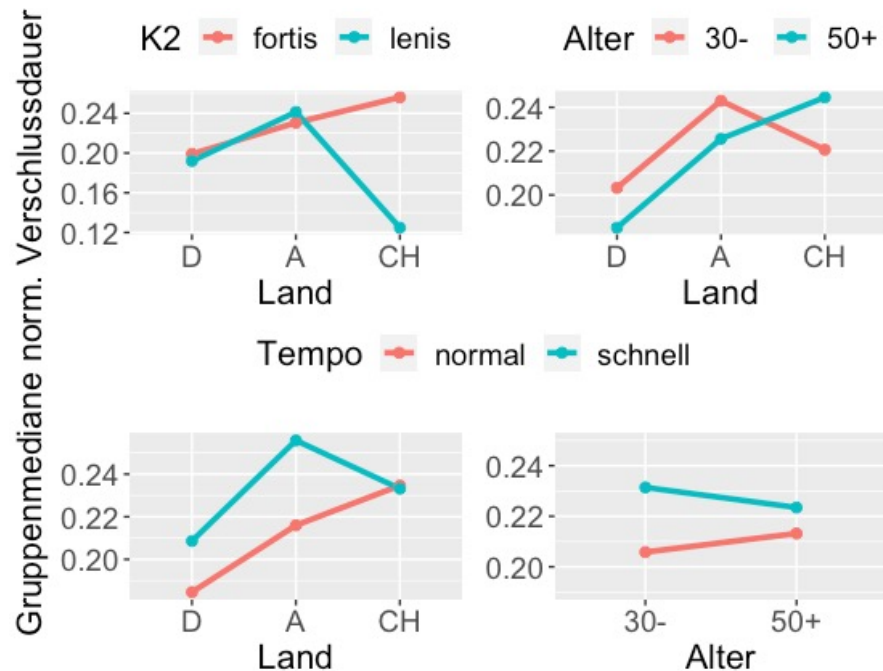 Gruppenmediane norm. Verschlussdauer
K2 fortis lenis
0.24
0.20
0.16
0.12
D A CH
Land
Alter 30- 50+
0.24
0.22
0.20
D A CH
Land
Tempo normal schnell
0.24
0.22
0.20
D A CH
Land
0.24
0.22
0.20
30- 50+
Alter